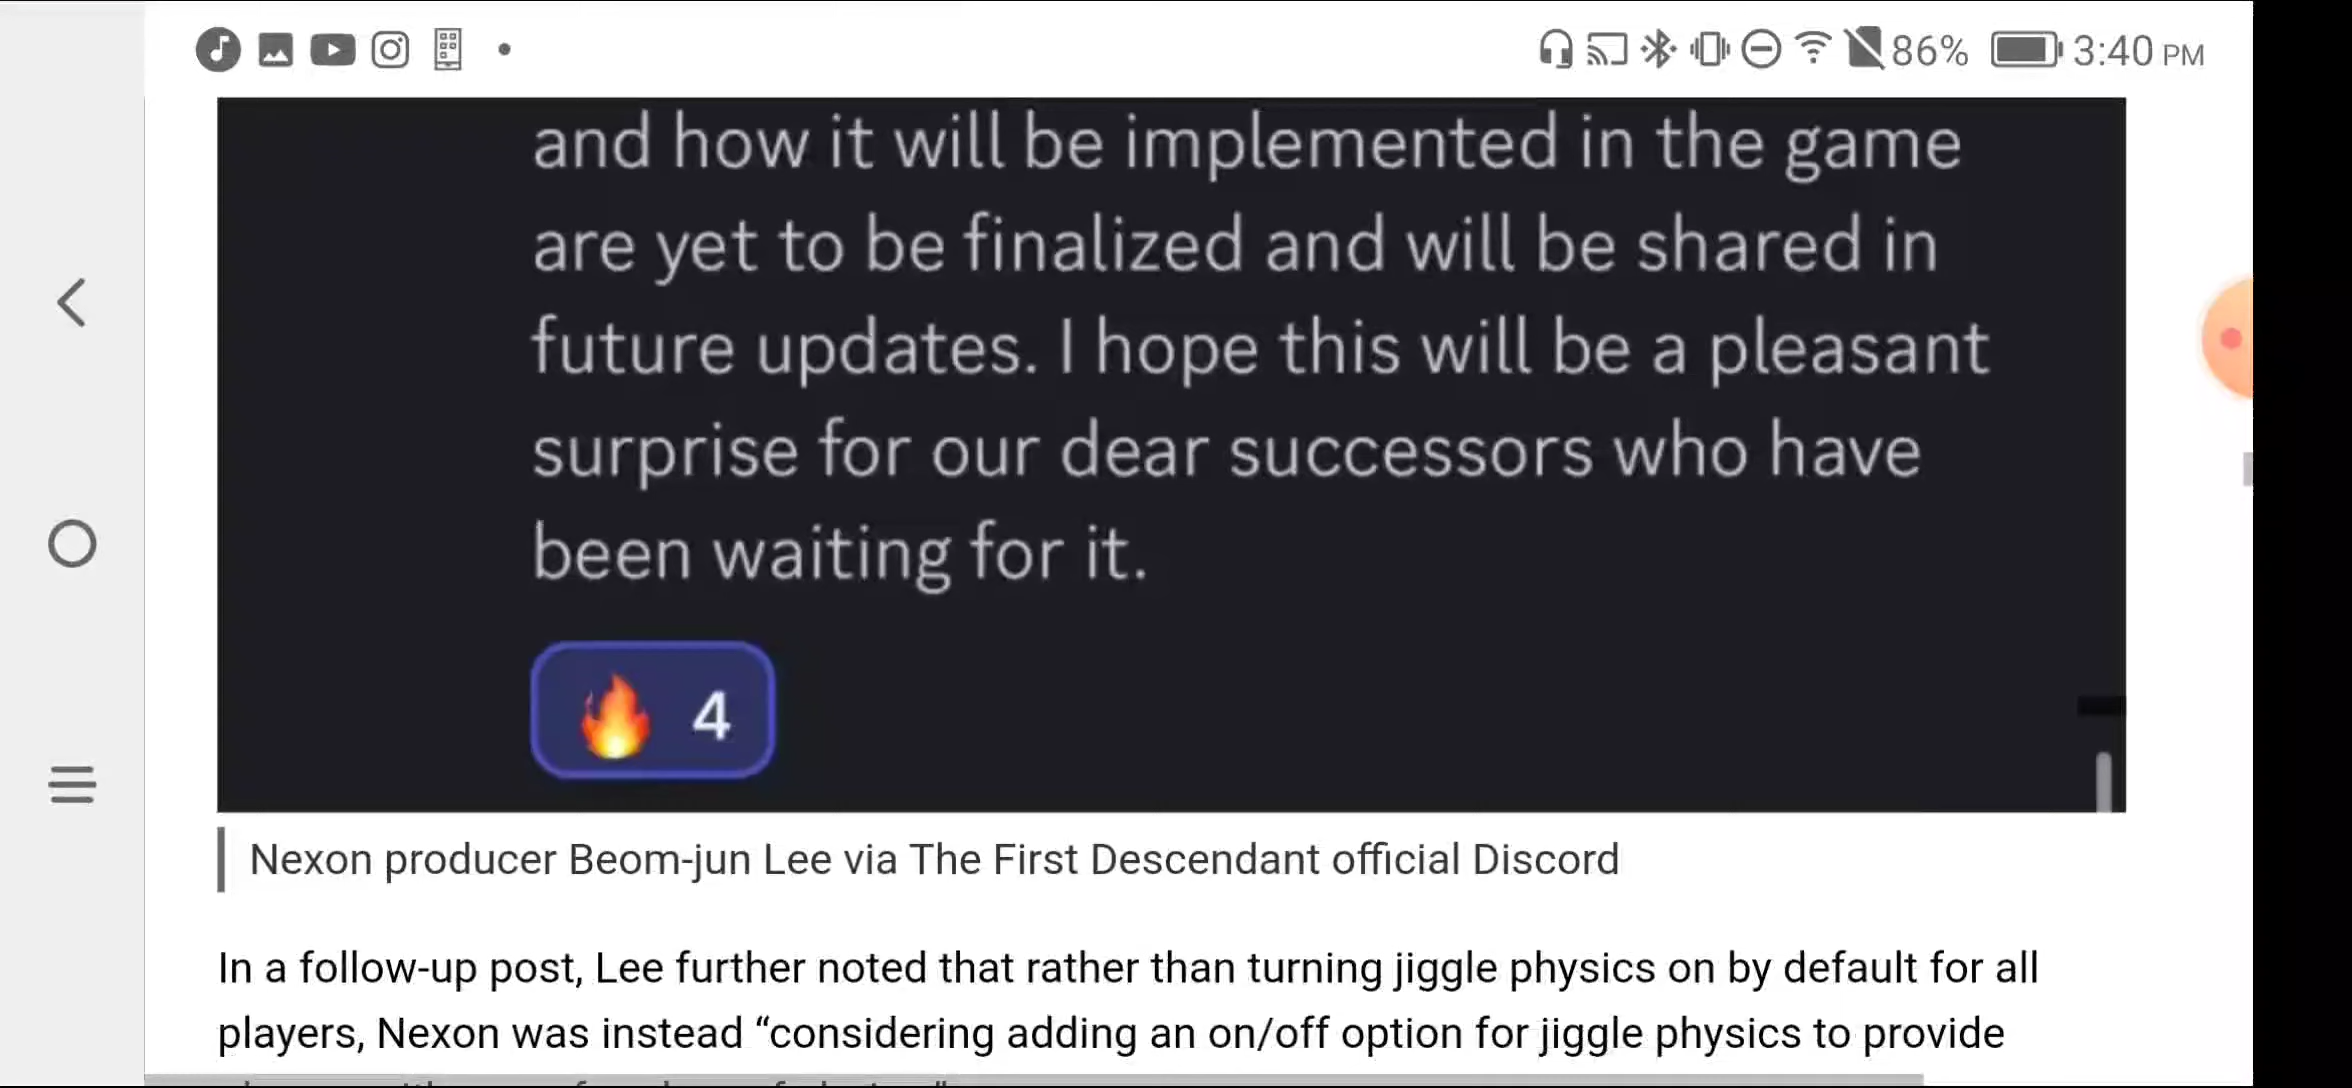 86% 3:40 PM
and how it will be implemented in the game
are yet to be finalized and will be shared in
future updates. I hope this will be a pleasant
surprise for our dear successors who have
been waiting for it.
🔥 4
Nexon producer Beom-jun Lee via The First Descendant official Discord
In a follow-up post, Lee further noted that rather than turning jiggle physics on by default for all
players, Nexon was instead “considering adding an on/off option for jiggle physics to provide